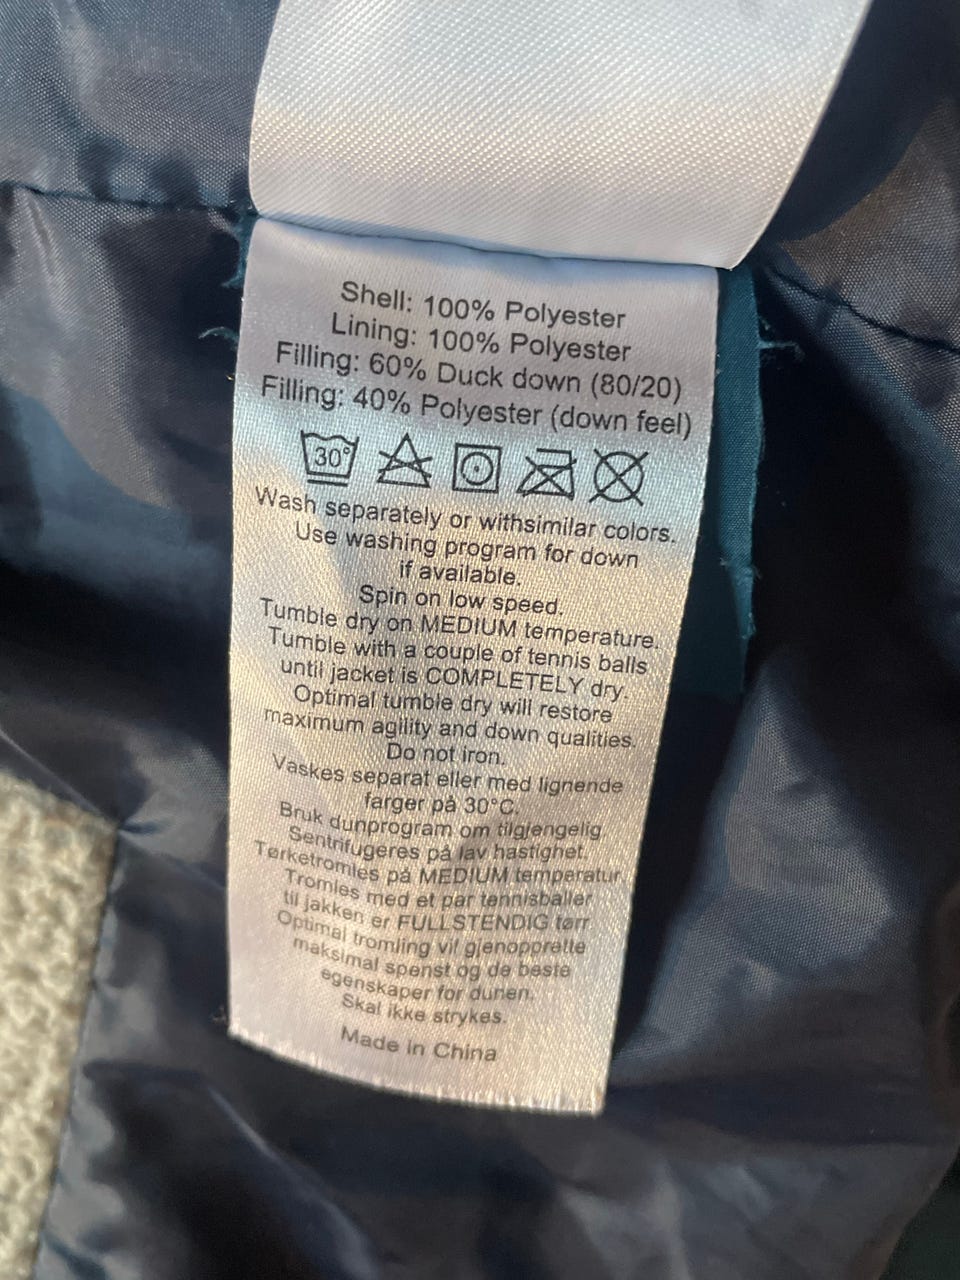 Shell: 100% Polyester
Lining: 100% Polyester
Filling: 60% Duck down (80/20)
Filling: 40% Polyester (down feel)
30°
Wash separately or withsimilar colors.
Use washing program for down
if available.
Spin on low speed.
Tumble dry on MEDIUM temperature.
Tumble with a couple of tennis balls
until jacket is COMPLETELY dry.
Optimal tumble dry will restore
maximum agility and down qualities.
Do not iron.
Vaskes separat eller med lignende
farger på 30°C.
Bruk dunprogram om tilgjengelig.
Sentrifugeres på lav hastighet.
Tørketromles på MEDIUM temperatur.
Tromles med et par tennisballer
til jakken er FULLSTENDIG tørr.
Optimal tromling vil gjenopprette
maksimal spenst og de beste
egenskaper for dunen.
Skal ikke strykes.
Made in China